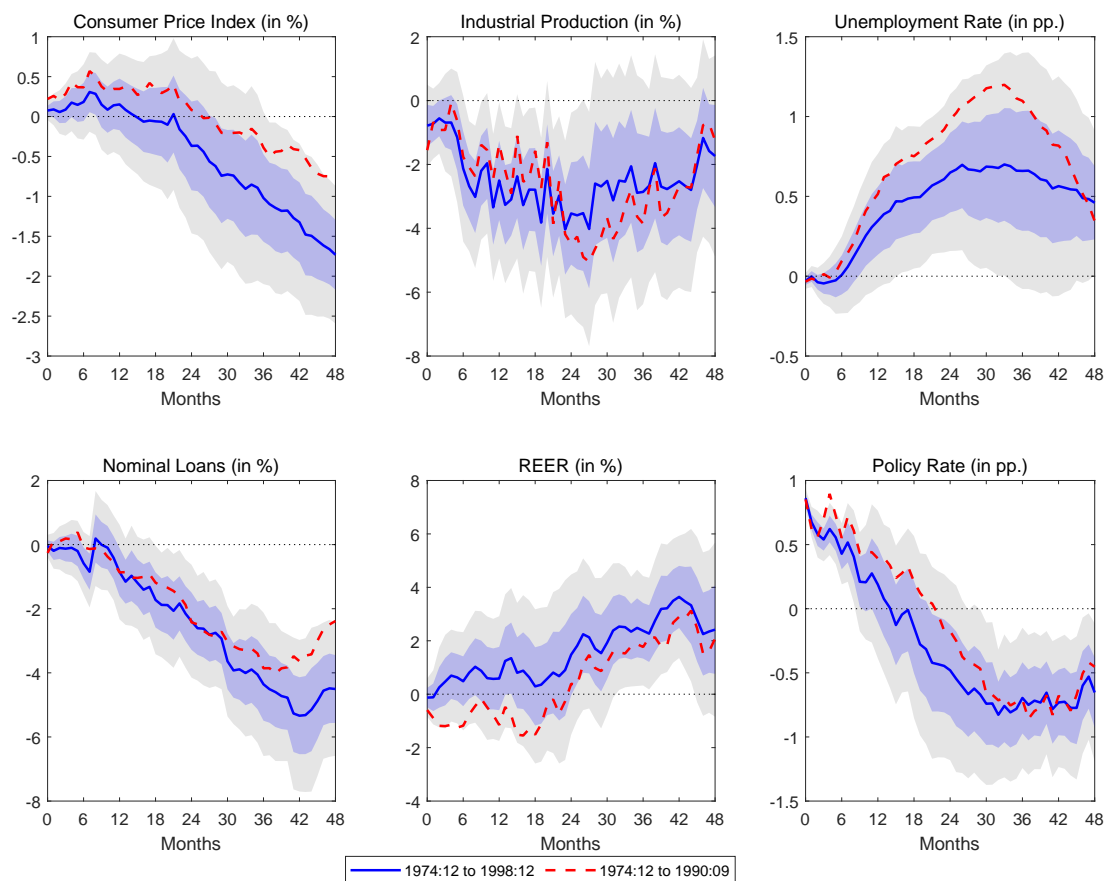 Consumer Price Index (in %)
1
0.5
0
-0.5
-1
-1.5
-2
-2.5
-3
0 6 12 18 24 30 36 42 48
Months
Industrial Production (in %)
2
0
-2
-4
-6
-8
0 6 12 18 24 30 36 42 48
Months
Unemployment Rate (in pp.)
1.5
1
0.5
0
-0.5
0 6 12 18 24 30 36 42 48
Months
Nominal Loans (in %)
2
0
-2
-4
-6
-8
0 6 12 18 24 30 36 42 48
Months
REER (in %)
8
6
4
2
0
-2
-4
0 6 12 18 24 30 36 42 48
Months
Policy Rate (in pp.)
1
0.5
0
-0.5
-1
-1.5
0 6 12 18 24 30 36 42 48
Months
1974:12 to 1998:12 1974:12 to 1990:09